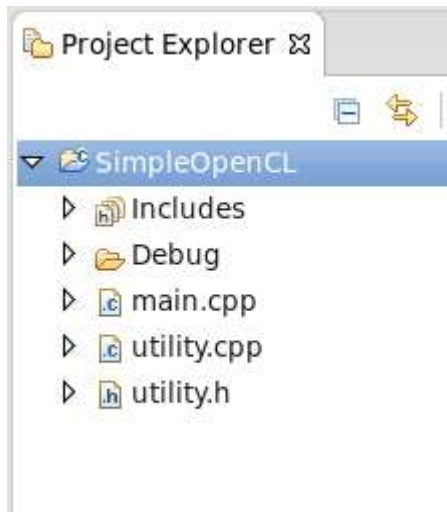 Project Explorer
SimpleOpenCL
Includes
Debug
main.cpp
utility.cpp
utility.h